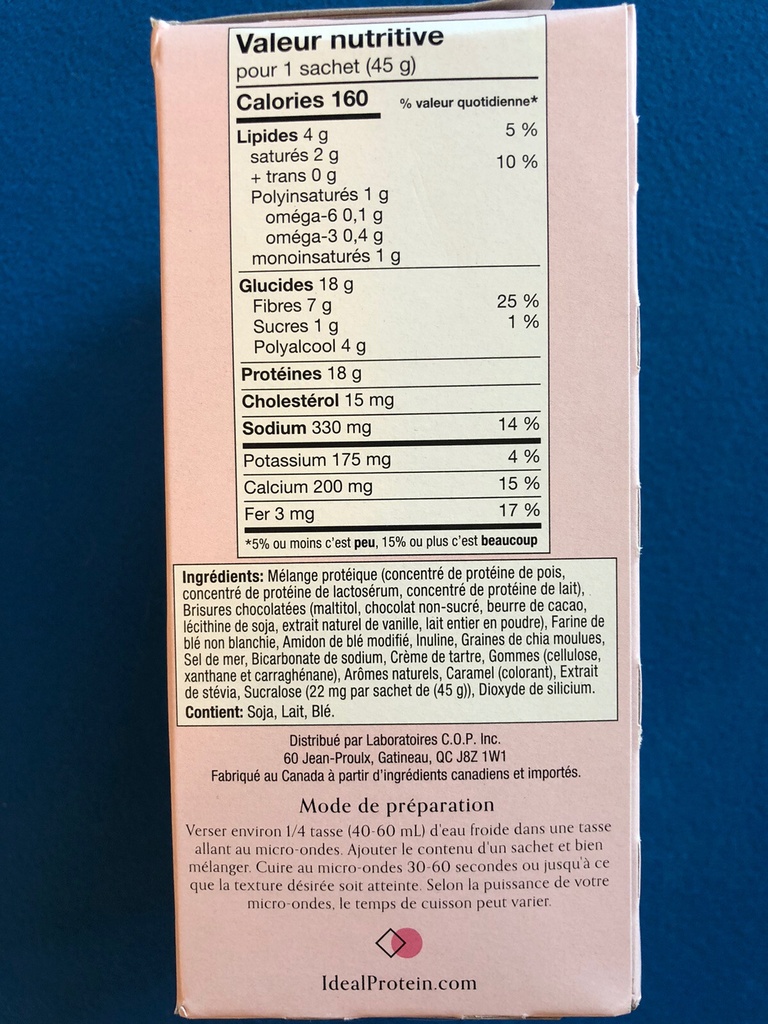 Valeur nutritive
pour 1 sachet (45 g)
Calories 160 % valeur quotidienne*
Lipides 4 g 5 %
saturés 2 g 10 %
+ trans 0 g
Polyinsaturés 1 g
oméga-6 0,1 g
oméga-3 0,4 g
monoinsaturés 1 g
Glucides 18 g
Fibres 7 g 25 %
Sucres 1 g 1 %
Polyalcool 4 g
Protéines 18 g
Cholestérol 15 mg
Sodium 330 mg 14 %
Potassium 175 mg 4 %
Calcium 200 mg 15 %
Fer 3 mg 17 %
*5% ou moins c'est peu, 15% ou plus c'est beaucoup
Ingrédients: Mélange protéique (concentré de protéine de pois,
concentré de protéine de lactosérum, concentré de protéine de lait),
Brisures chocolatées (maltitol, chocolat non-sucré, beurre de cacao,
lécithine de soja, extrait naturel de vanille, lait entier en poudre), Farine de
blé non blanchie, Amidon de blé modifié, Inuline, Graines de chia moulues,
Sel de mer, Bicarbonate de sodium, Crème de tartre, Gommes (cellulose,
xanthane et carraghénane), Arômes naturels, Caramel (colorant), Extrait
de stévia, Sucralose (22 mg par sachet de (45 g)), Dioxyde de silicium.
Contient: Soja, Lait, Blé.
Distribué par Laboratoires C.O.P. Inc.
60 Jean-Proulx, Gatineau, QC J8Z 1W1
Fabriqué au Canada à partir d'ingrédients canadiens et importés.
Mode de préparation
Verser environ 1/4 tasse (40-60 mL) d'eau froide dans une tasse
allant au micro-ondes. Ajouter le contenu d'un sachet et bien
mélanger. Cuire au micro-ondes 30-60 secondes ou jusqu'à ce
que la texture désirée soit atteinte. Selon la puissance de votre
micro-ondes, le temps de cuisson peut varier.
IdealProtein.com